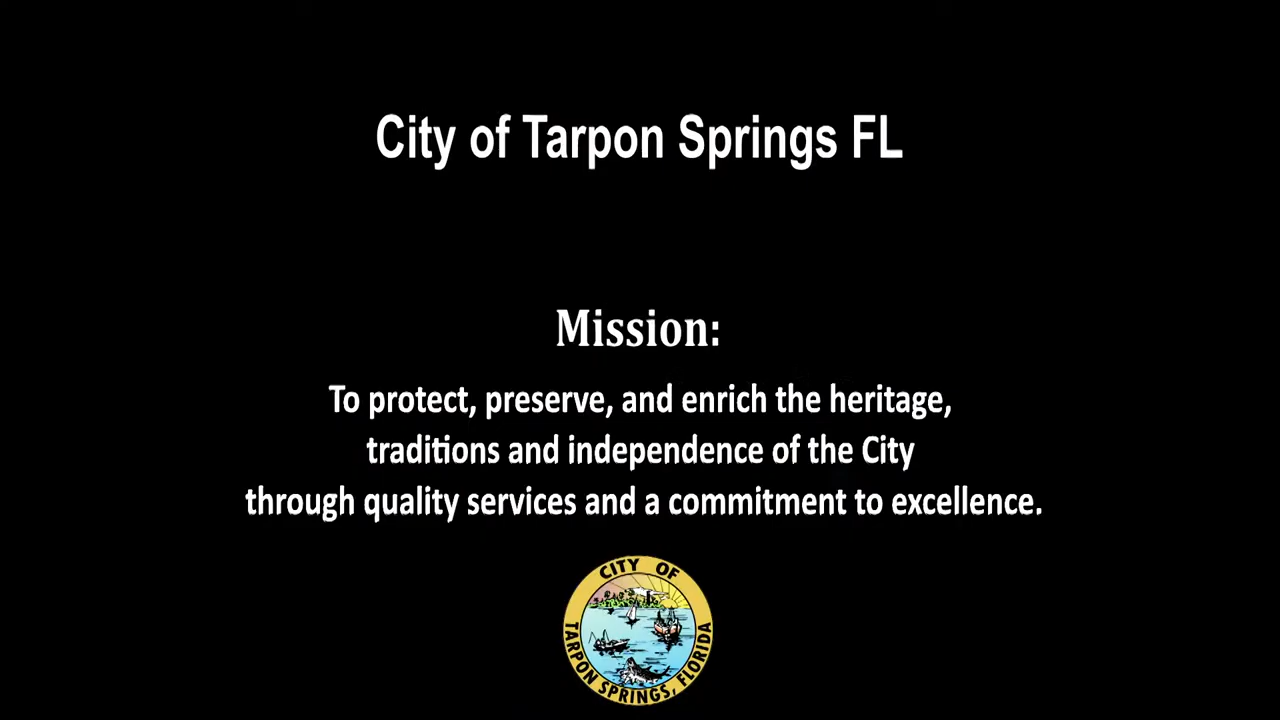 City of Tarpon Springs FL
Mission:
To protect, preserve, and enrich the heritage,
traditions and independence of the City
through quality services and a commitment to excellence.
CITY OF
TARPON SPRINGS, FLORIDA